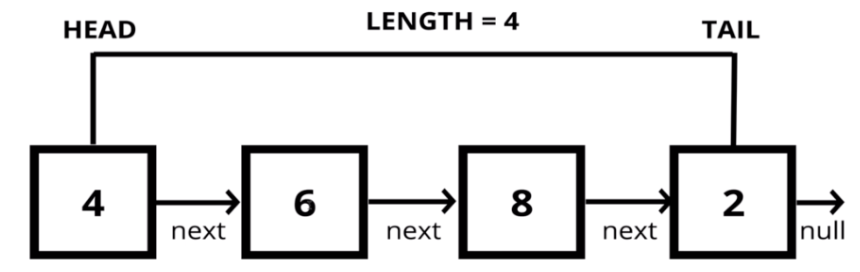 HEAD LENGTH = 4 TAIL
4 6 8 2
next next next null